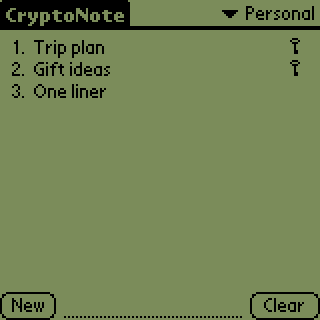 CryptoNote
Personal
1. Trip plan
2. Gift ideas
3. One liner
New
Clear